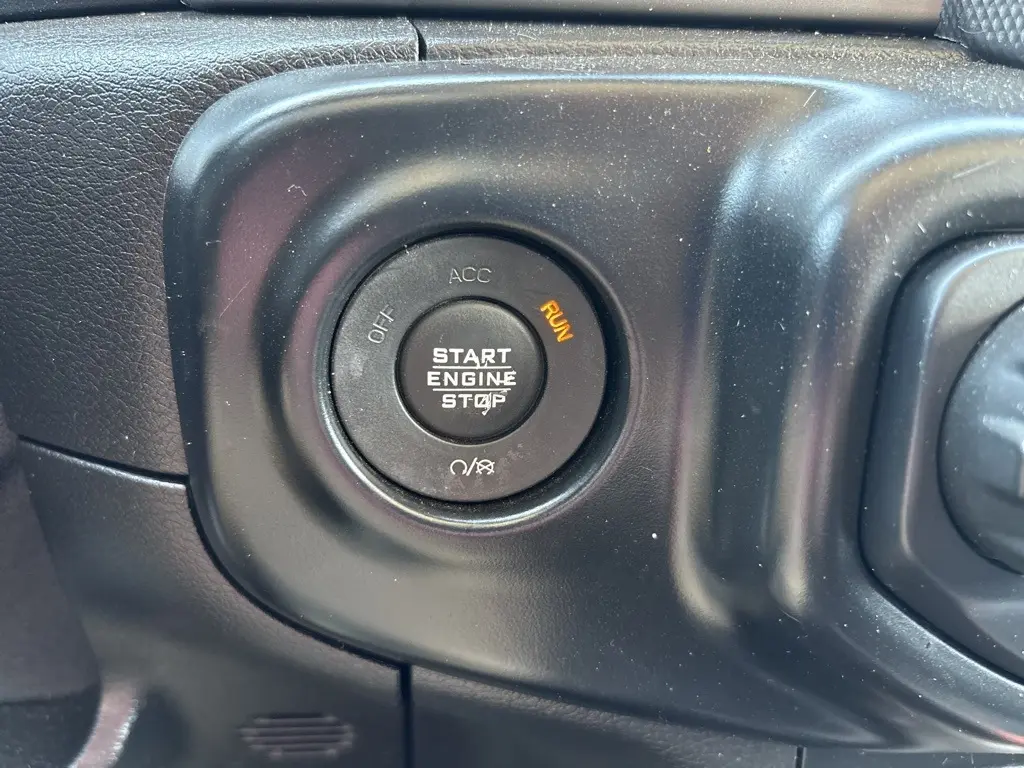 OFF
ACC
RUN
START
ENGINE
STOP